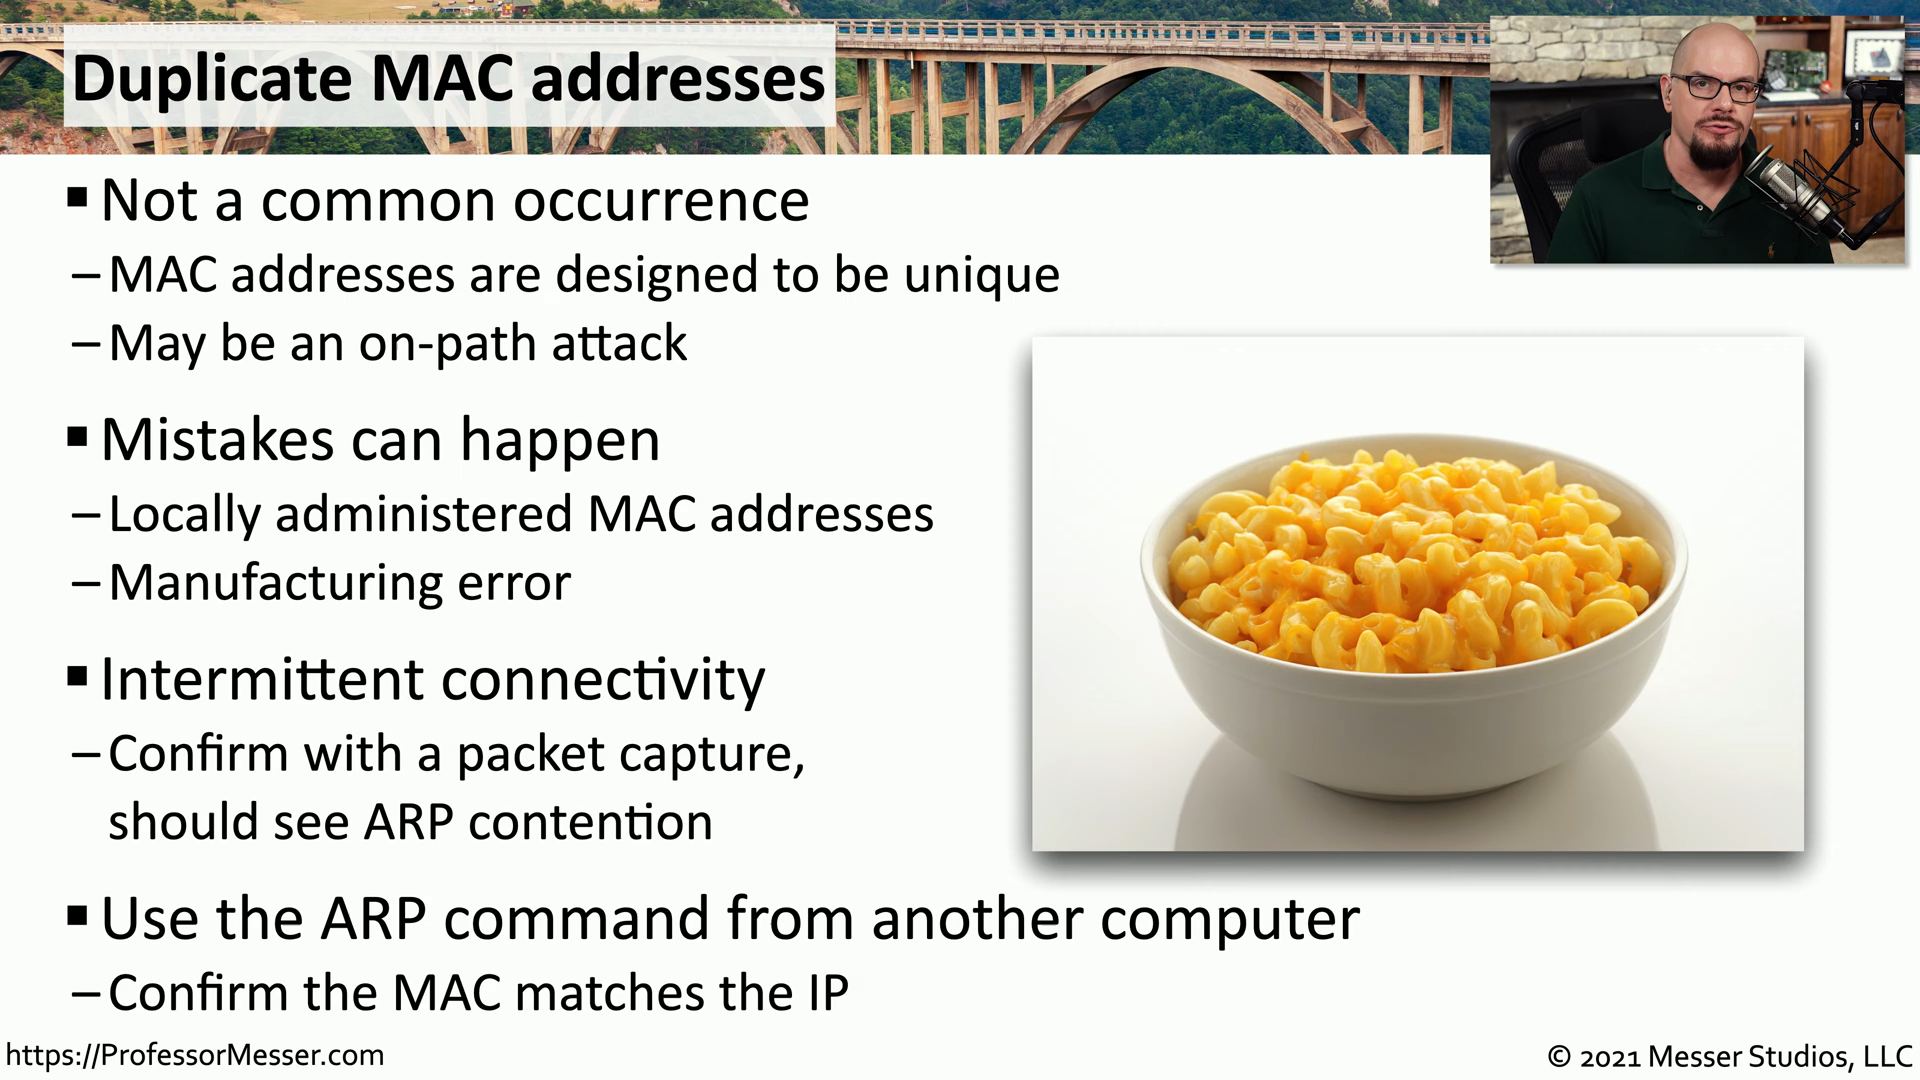 Duplicate MAC addresses
▪ Not a common occurrence
– MAC addresses are designed to be unique
– May be an on-path attack
▪ Mistakes can happen
– Locally administered MAC addresses
– Manufacturing error
▪ Intermittent connectivity
– Confirm with a packet capture,
should see ARP contention
▪ Use the ARP command from another computer
– Confirm the MAC matches the IP
https://ProfessorMesser.com
© 2021 Messer Studios, LLC